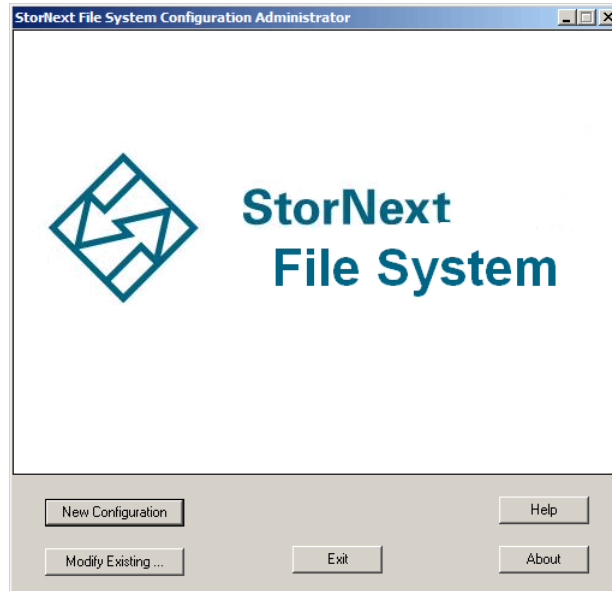 StorNext File System Configuration Administrator
StorNext
File System
New Configuration
Help
Modify Existing ...
Exit
About